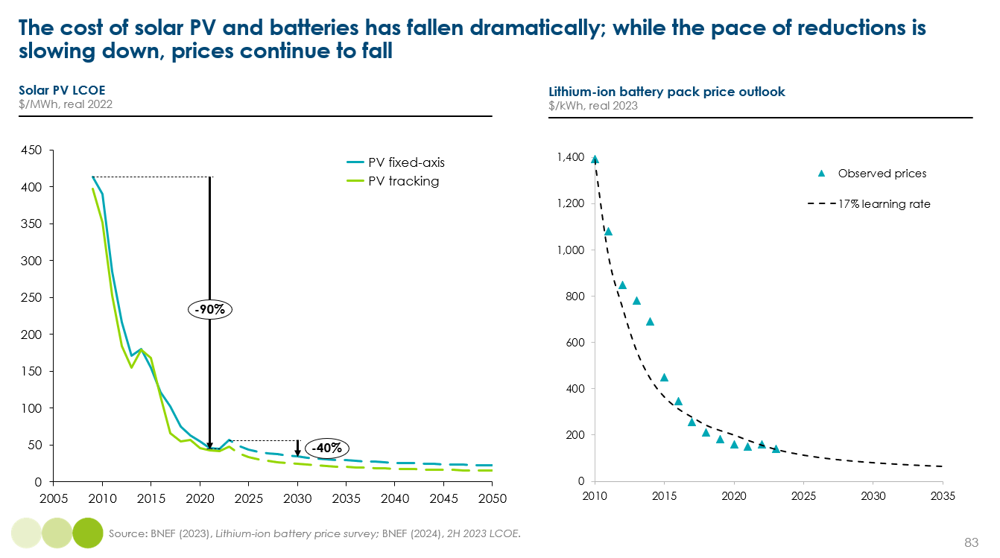 The cost of solar PV and batteries has fallen dramatically; while the pace of reductions is
slowing down, prices continue to fall
Solar PV LCOE
$/MWh, real 2022
450
400
350
300
250
200
150
100
50
0
2005 2010 2015 2020 2025 2030 2035 2040 2045 2050
PV fixed-axis
PV tracking
-90%
-40%
Lithium-ion battery pack price outlook
$/kWh, real 2023
1,400
1,200
1,000
800
600
400
200
0
2010 2015 2020 2025 2030 2035
Observed prices
17% learning rate
Source: BNEF (2023), Lithium-ion battery price survey; BNEF (2024), 2H 2023 LCOE.
83